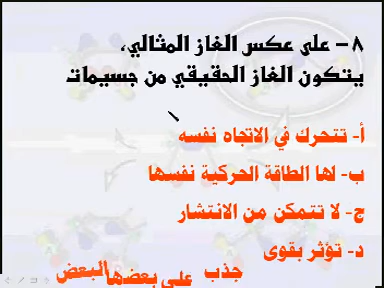 ٨ – على عكس الغاز المثالي،
يتكون الغاز الحقيقي من جسيمات
أ- تتحرك في الاتجاه نفسه
ب- لها الطاقة الحركية نفسها
ج- لا تتمكن من الانتشار
د- تؤثر بقوى
جذب على بعضها البعض